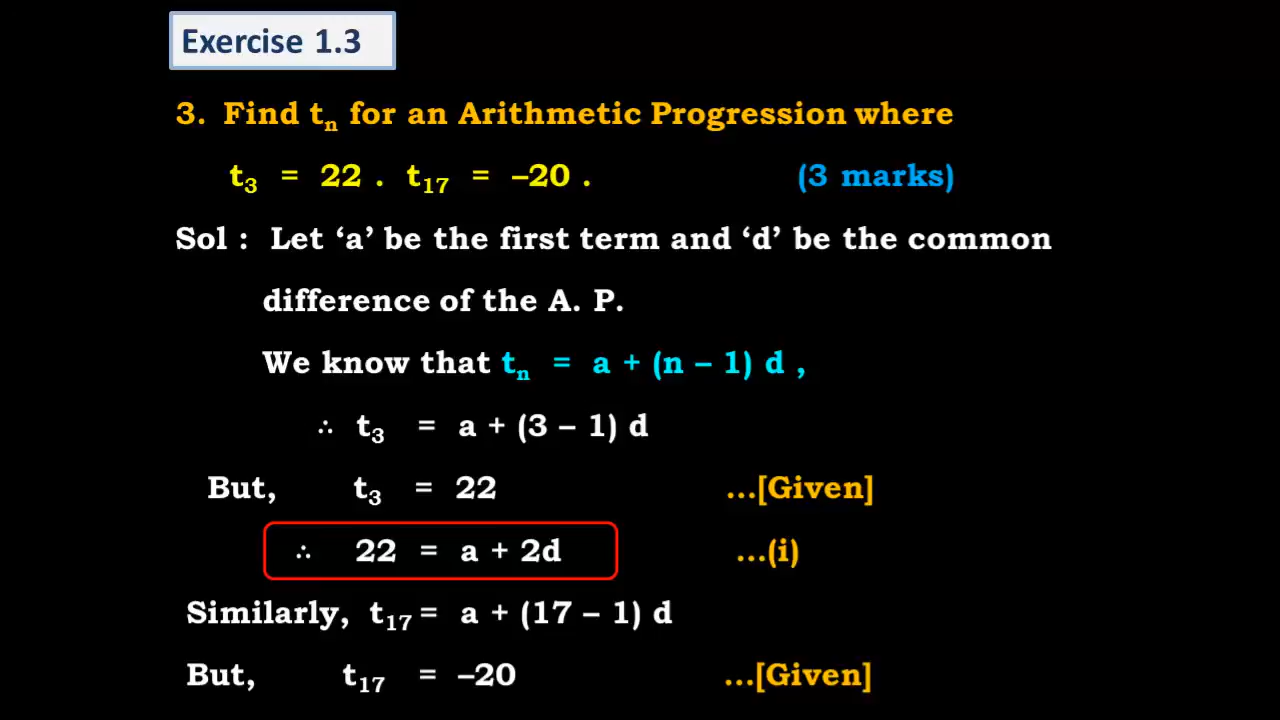 Exercise 1.3
3. Find tₙ for an Arithmetic Progression where
t₃ = 22 . t₁₇ = –20 . (3 marks)
Sol : Let ‘a’ be the first term and ‘d’ be the common
difference of the A. P.
We know that tₙ = a + (n – 1) d ,
∴ t₃ = a + (3 – 1) d
But, t₃ = 22 ...[Given]
∴ 22 = a + 2d ...(i)
Similarly, t₁₇ = a + (17 – 1) d
But, t₁₇ = –20 ...[Given]